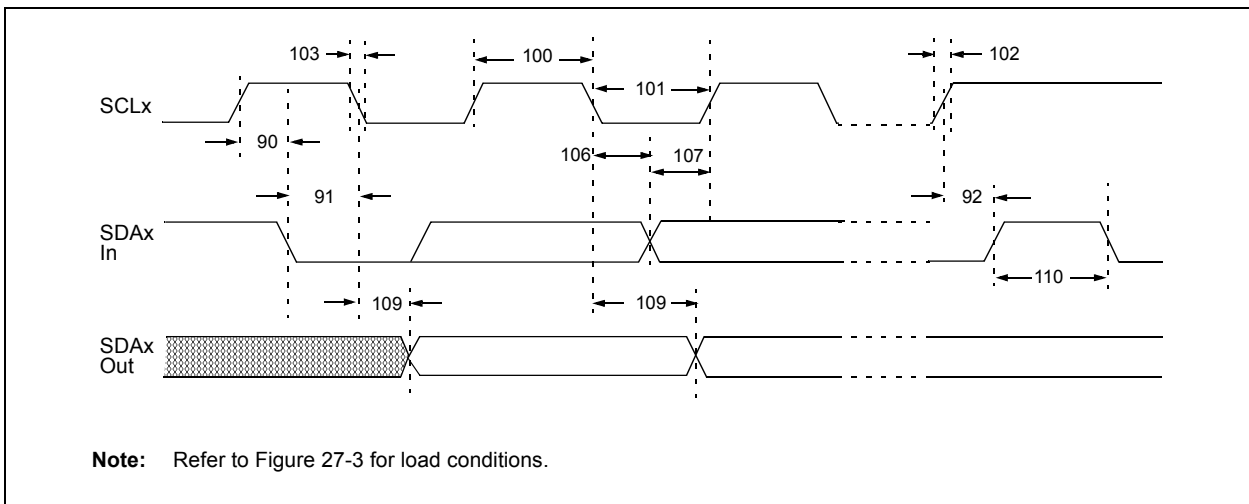 103
100
102
SCLx
101
90
106
107
91
92
SDAx
In
110
109
109
SDAx
Out
Note: Refer to Figure 27-3 for load conditions.